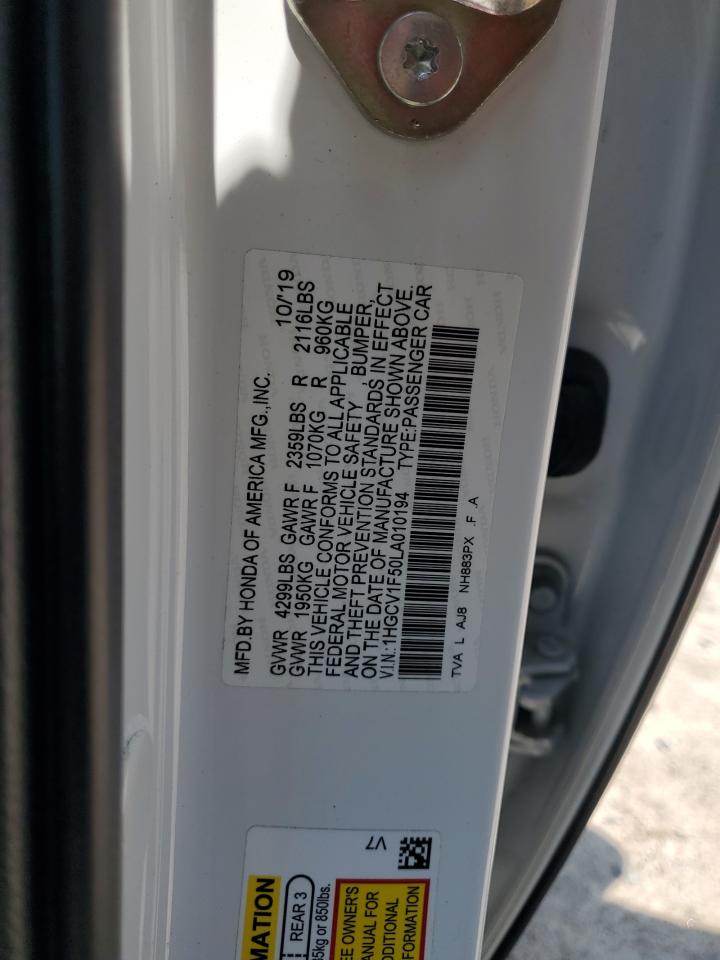 MFD.BY HONDA OF AMERICA MFG.,INC. 10/'19
GVWR 4299LBS GAWR F 2359LBS R 2116LBS
GVWR 1950KG GAWR F 1070KG R 960KG
THIS VEHICLE CONFORMS TO ALL APPLICABLE
FEDERAL MOTOR VEHICLE SAFETY , BUMPER,
AND THEFT PREVENTION STANDARDS IN EFFECT
ON THE DATE OF MANUFACTURE SHOWN ABOVE.
V.I.N.:1HGCV1F50LA010194 TYPE:PASSENGER CAR
TVA L AJ8 NH883PX .F .A
V7
MATION
REAR 3
85kg or 850lbs.
EE OWNER'S
ANUAL FOR
ADDITIONAL
FORMATION